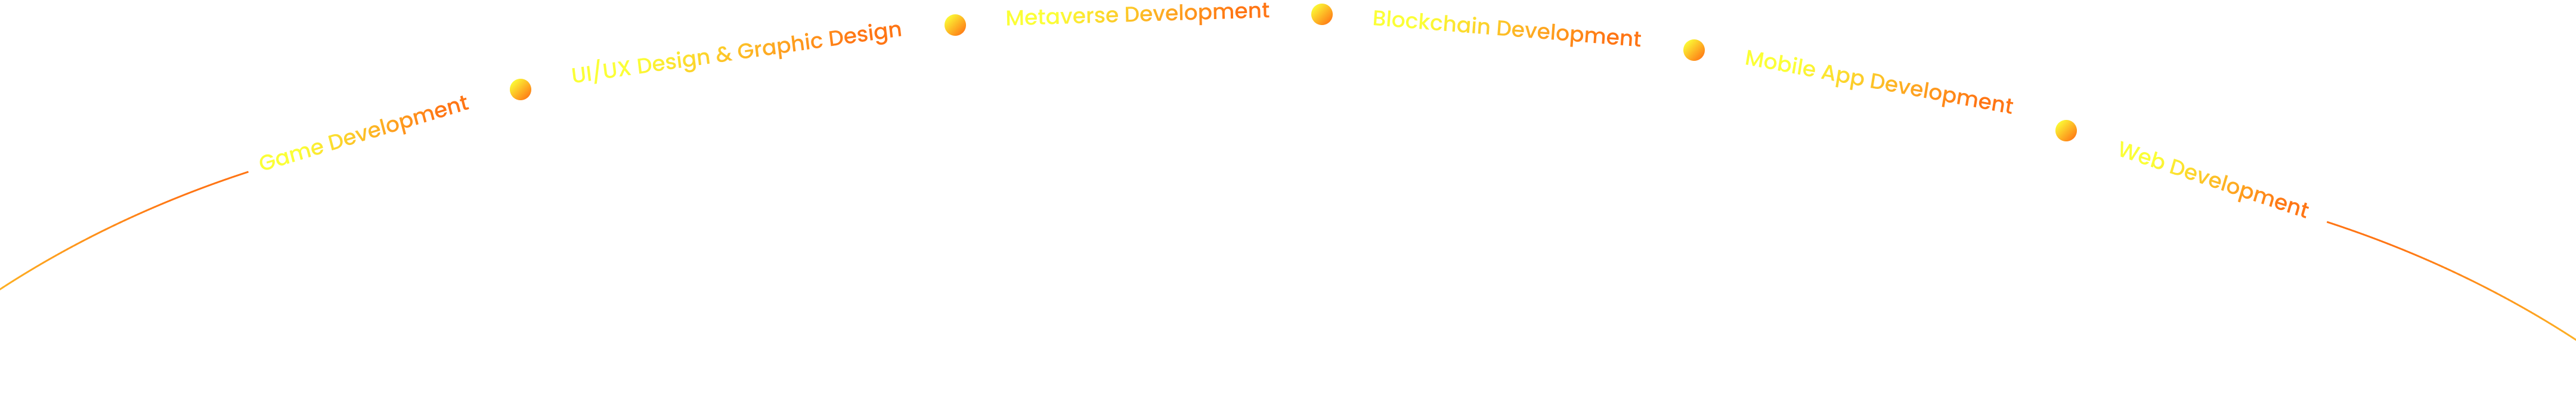 Game Development
UI/UX Design & Graphic Design
Metaverse Development
Blockchain Development
Mobile App Development
Web Development